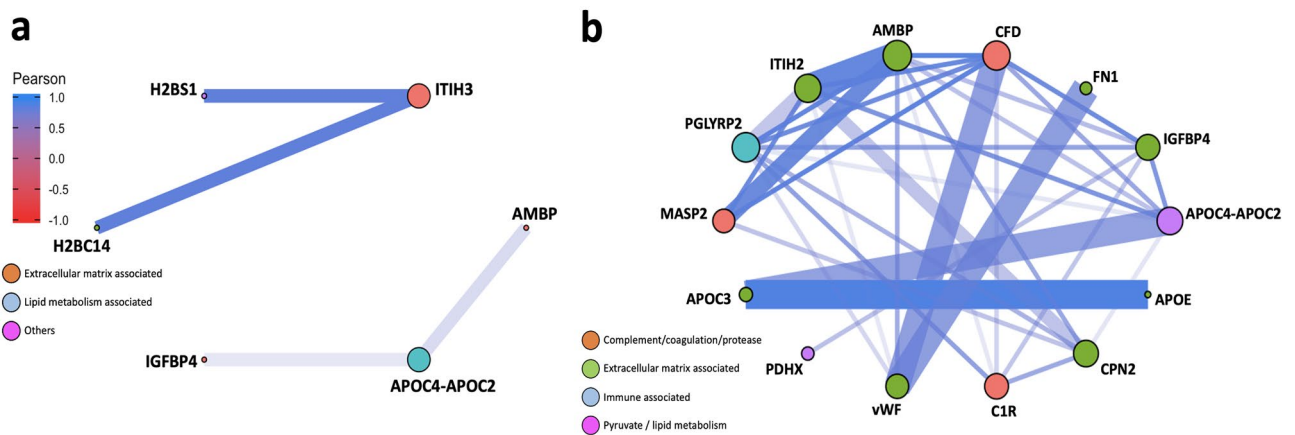 a
Pearson
1.0
0.5
0.0
-0.5
-1.0
H2BS1
ITIH3
H2BC14
AMBP
IGFBP4
APOC4-APOC2
Extracellular matrix associated
Lipid metabolism associated
Others
b
AMBP
CFD
ITIH2
FN1
PGLYRP2
IGFBP4
MASP2
APOC4-APOC2
APOC3
APOE
PDHX
CPN2
vWF
C1R
Complement/coagulation/protease
Extracellular matrix associated
Immune associated
Pyruvate / lipid metabolism